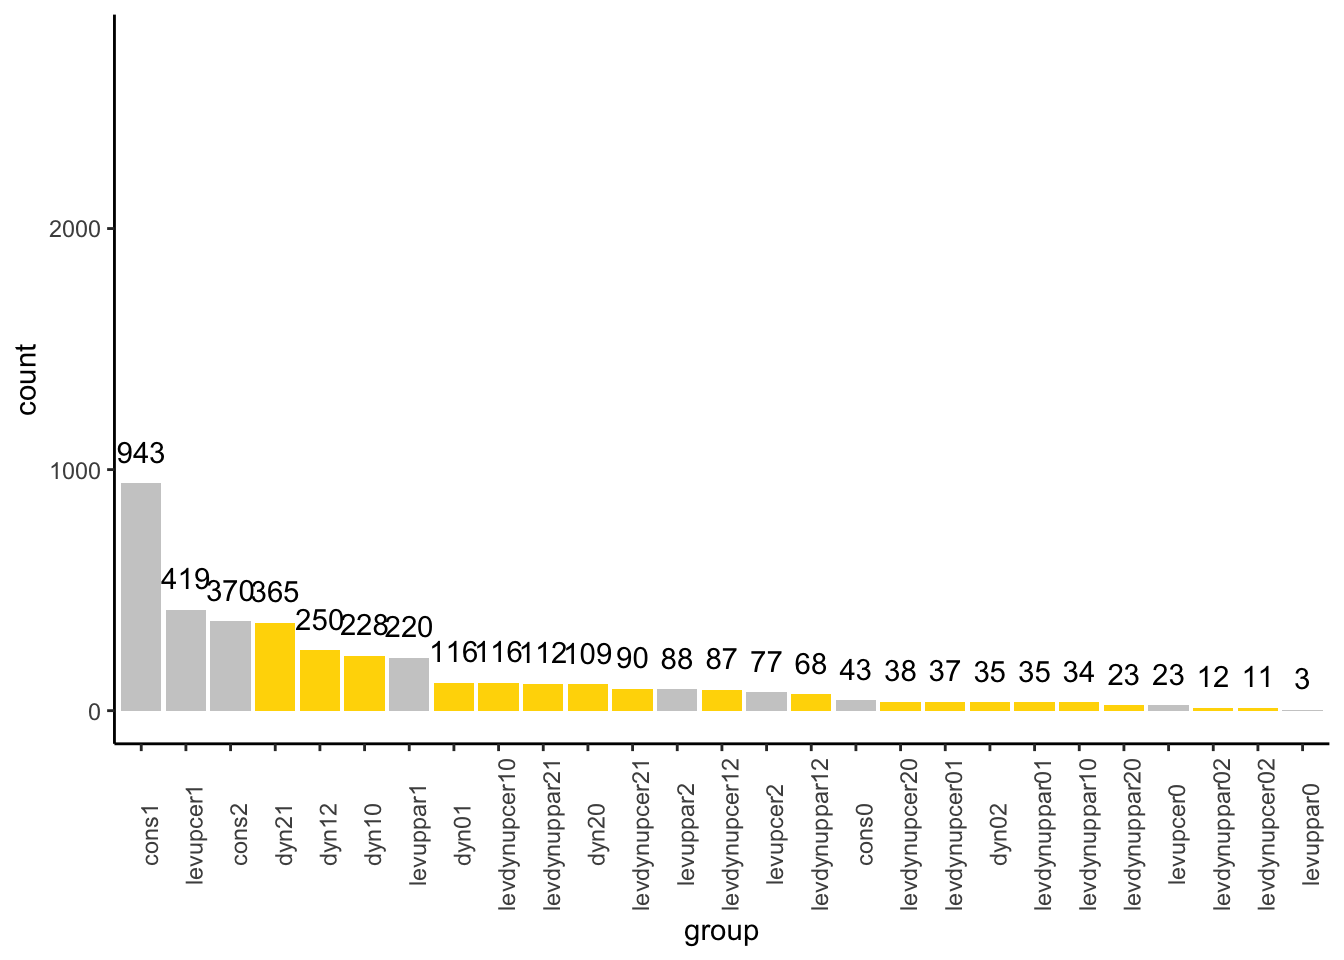 2000
1000
0
count
943
419
370
365
250
228
220
116
116
112
109
90
88
87
77
68
43
38
37
35
35
34
23
23
12
11
3
cons1
levupcer1
cons2
dyn21
dyn12
dyn10
levuppar1
dyn01
levdynupcer10
levdynuppar21
dyn20
levdynupcer21
levuppar2
levdynupcer12
levupcer2
levdynuppar12
cons0
levdynupcer20
levdynupcer01
dyn02
levdynuppar01
levdynuppar10
levdynuppar20
levupcer0
levdynuppar02
levdynupcer02
levuppar0
group